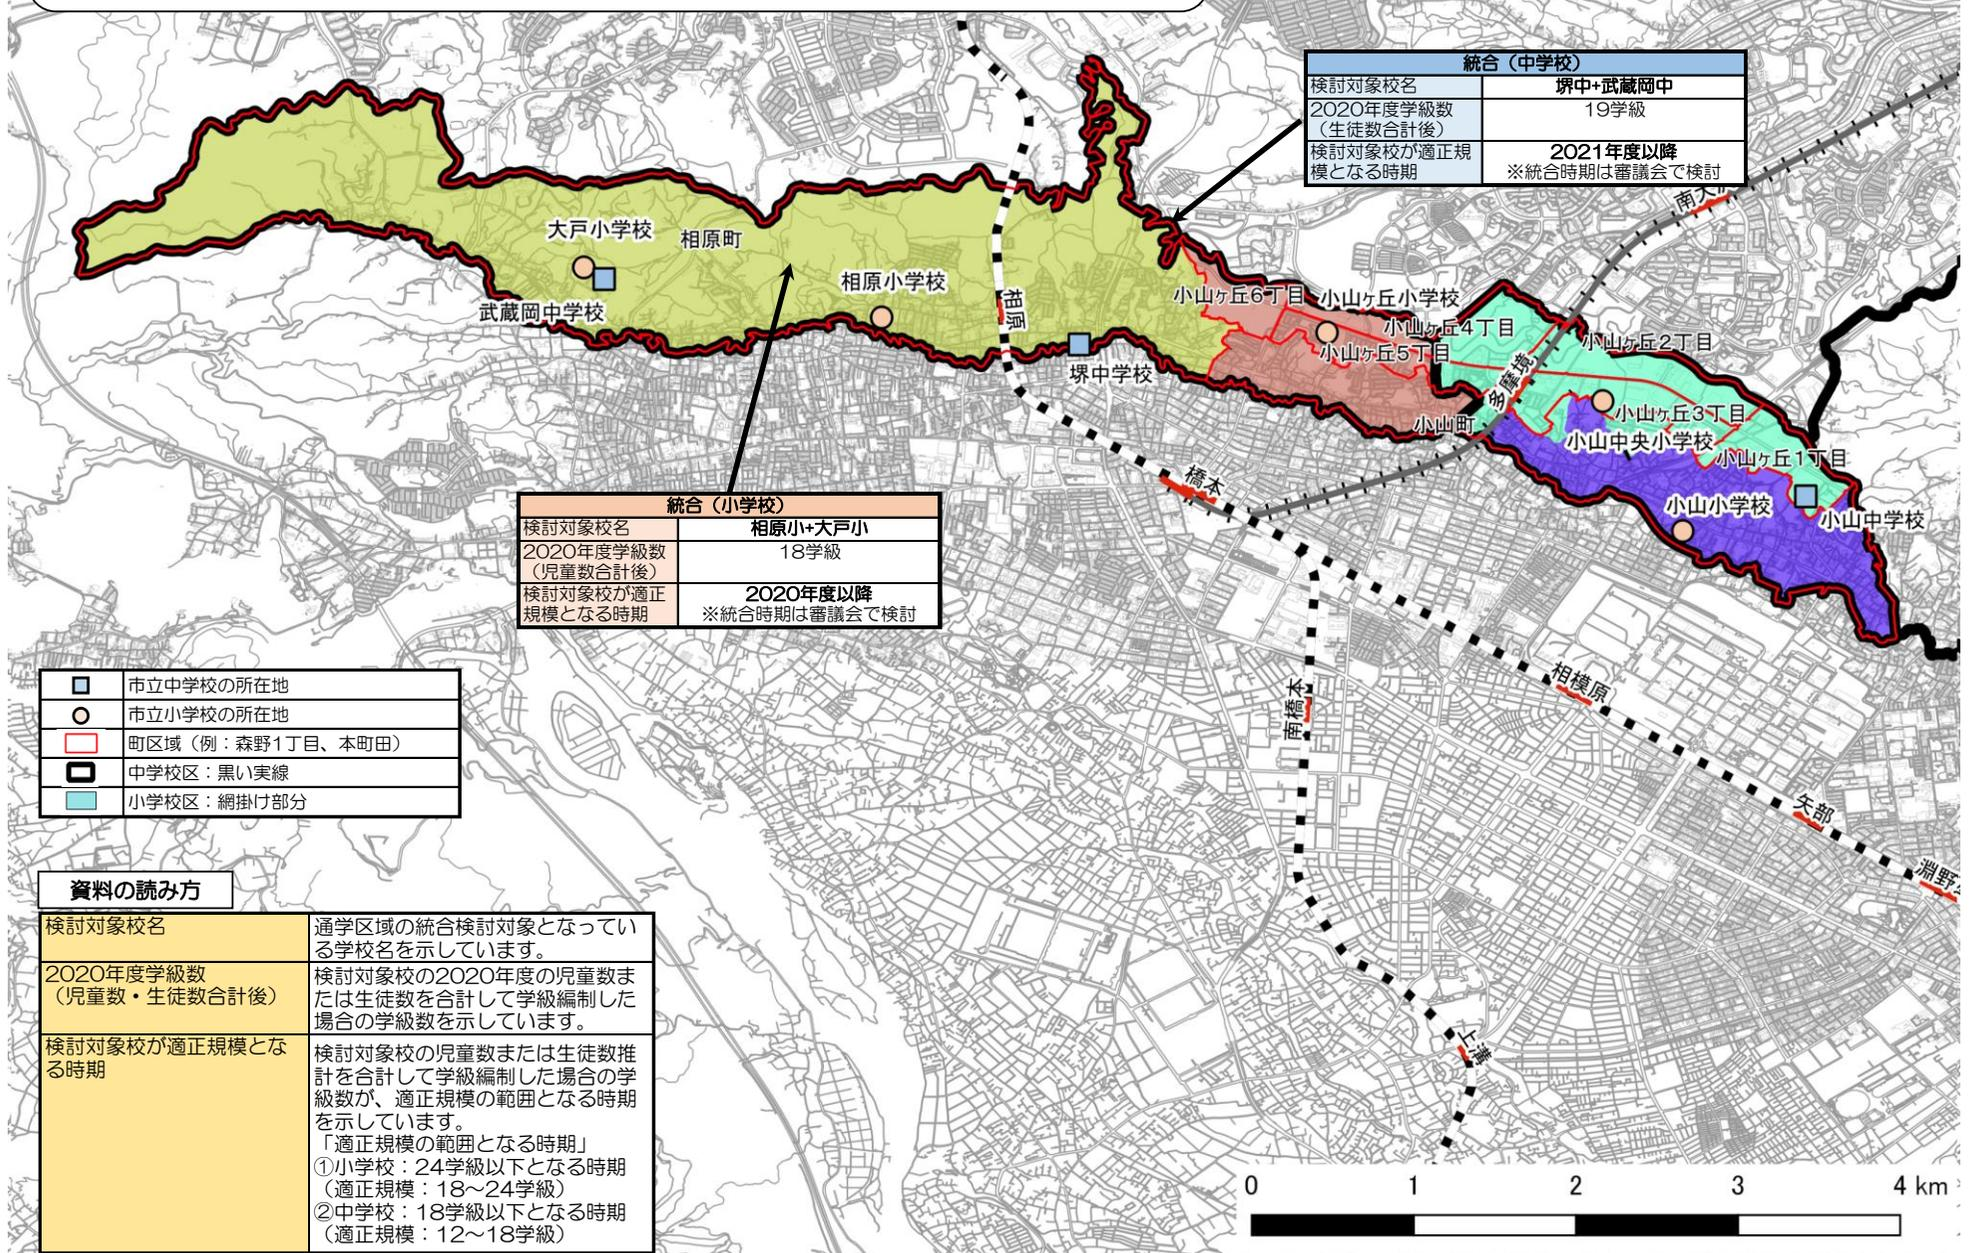 統合（中学校）
検討対象校名
堺中+武蔵岡中
2020年度学級数
（生徒数合計後）
19学級
検討対象校が適正規
模となる時期
2021年度以降
※統合時期は審議会で検討
大戸小学校
相原町
武蔵岡中学校
相原小学校
相原
堺中学校
小山ヶ丘6丁目
小山ヶ丘小学校
小山ヶ丘4丁目
小山ヶ丘5丁目
小山ヶ丘2丁目
多摩境
小山町
小山ヶ丘3丁目
小山中央小学校
小山ヶ丘1丁目
小山小学校
小山中学校
橋本
統合（小学校）
検討対象校名
相原小+大戸小
2020年度学級数
（児童数合計後）
18学級
検討対象校が適正
規模となる時期
2020年度以降
※統合時期は審議会で検討
市立中学校の所在地
市立小学校の所在地
町区域（例：森野1丁目、本町田）
中学校区：黒い実線
小学校区：網掛け部分
南橋本
相模原
矢部
上溝
資料の読み方
検討対象校名
通学区域の統合検討対象となってい
る学校名を示しています。
2020年度学級数
（児童数・生徒数合計後）
検討対象校の2020年度の児童数ま
たは生徒数を合計して学級編制した
場合の学級数を示しています。
検討対象校が適正規模とな
る時期
検討対象校の児童数または生徒数推
計を合計して学級編制した場合の学
級数が、適正規模の範囲となる時期
を示しています。
「適正規模の範囲となる時期」
①小学校：24学級以下となる時期
（適正規模：18～24学級）
②中学校：18学級以下となる時期
（適正規模：12～18学級）
0 1 2 3 4 km